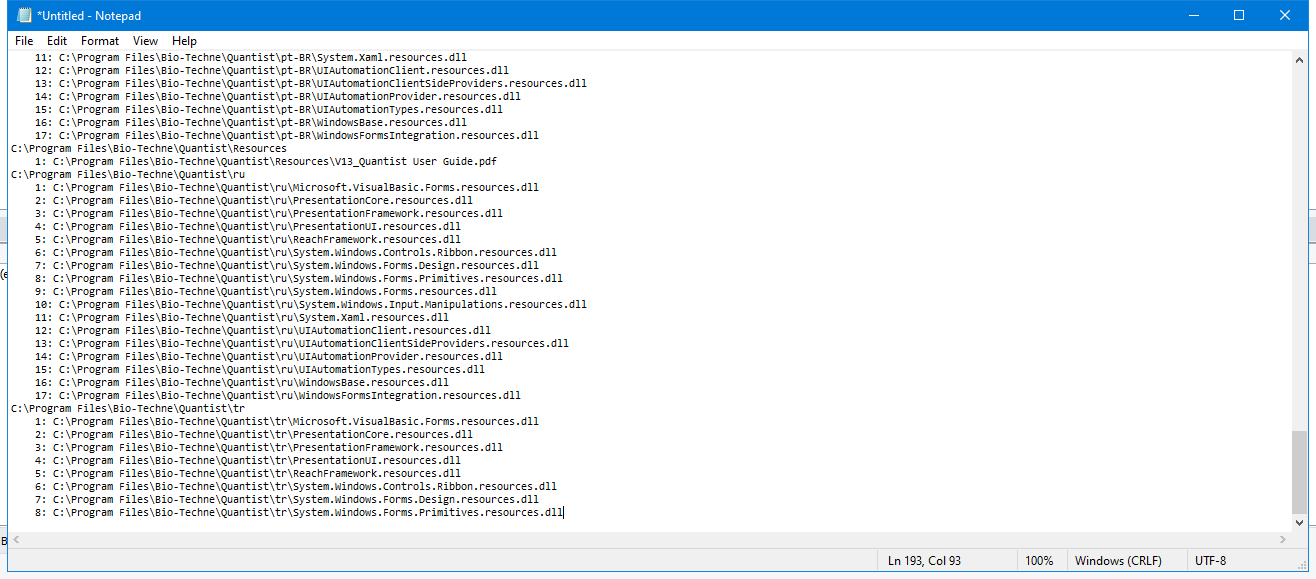 *Untitled - Notepad
File Edit Format View Help
11: C:\Program Files\Bio-Techne\Quantist\pt-BR\System.Xaml.resources.dll
12: C:\Program Files\Bio-Techne\Quantist\pt-BR\UIAutomationClient.resources.dll
13: C:\Program Files\Bio-Techne\Quantist\pt-BR\UIAutomationClientSideProviders.resources.dll
14: C:\Program Files\Bio-Techne\Quantist\pt-BR\UIAutomationProvider.resources.dll
15: C:\Program Files\Bio-Techne\Quantist\pt-BR\UIAutomationTypes.resources.dll
16: C:\Program Files\Bio-Techne\Quantist\pt-BR\WindowsBase.resources.dll
17: C:\Program Files\Bio-Techne\Quantist\pt-BR\WindowsFormsIntegration.resources.dll
C:\Program Files\Bio-Techne\Quantist\Resources
1: C:\Program Files\Bio-Techne\Quantist\Resources\V13_Quantist User Guide.pdf
C:\Program Files\Bio-Techne\Quantist\ru
1: C:\Program Files\Bio-Techne\Quantist\ru\Microsoft.VisualBasic.Forms.resources.dll
2: C:\Program Files\Bio-Techne\Quantist\ru\PresentationCore.resources.dll
3: C:\Program Files\Bio-Techne\Quantist\ru\PresentationFramework.resources.dll
4: C:\Program Files\Bio-Techne\Quantist\ru\PresentationUI.resources.dll
5: C:\Program Files\Bio-Techne\Quantist\ru\ReachFramework.resources.dll
6: C:\Program Files\Bio-Techne\Quantist\ru\System.Windows.Controls.Ribbon.resources.dll
7: C:\Program Files\Bio-Techne\Quantist\ru\System.Windows.Forms.Design.resources.dll
8: C:\Program Files\Bio-Techne\Quantist\ru\System.Windows.Forms.Primitives.resources.dll
9: C:\Program Files\Bio-Techne\Quantist\ru\System.Windows.Forms.resources.dll
10: C:\Program Files\Bio-Techne\Quantist\ru\System.Windows.Input.Manipulations.resources.dll
11: C:\Program Files\Bio-Techne\Quantist\ru\System.Xaml.resources.dll
12: C:\Program Files\Bio-Techne\Quantist\ru\UIAutomationClient.resources.dll
13: C:\Program Files\Bio-Techne\Quantist\ru\UIAutomationClientSideProviders.resources.dll
14: C:\Program Files\Bio-Techne\Quantist\ru\UIAutomationProvider.resources.dll
15: C:\Program Files\Bio-Techne\Quantist\ru\UIAutomationTypes.resources.dll
16: C:\Program Files\Bio-Techne\Quantist\ru\WindowsBase.resources.dll
17: C:\Program Files\Bio-Techne\Quantist\ru\WindowsFormsIntegration.resources.dll
C:\Program Files\Bio-Techne\Quantist\tr
1: C:\Program Files\Bio-Techne\Quantist\tr\Microsoft.VisualBasic.Forms.resources.dll
2: C:\Program Files\Bio-Techne\Quantist\tr\PresentationCore.resources.dll
3: C:\Program Files\Bio-Techne\Quantist\tr\PresentationFramework.resources.dll
4: C:\Program Files\Bio-Techne\Quantist\tr\PresentationUI.resources.dll
5: C:\Program Files\Bio-Techne\Quantist\tr\ReachFramework.resources.dll
6: C:\Program Files\Bio-Techne\Quantist\tr\System.Windows.Controls.Ribbon.resources.dll
7: C:\Program Files\Bio-Techne\Quantist\tr\System.Windows.Forms.Design.resources.dll
8: C:\Program Files\Bio-Techne\Quantist\tr\System.Windows.Forms.Primitives.resources.dll
Ln 193, Col 93 100% Windows (CRLF) UTF-8